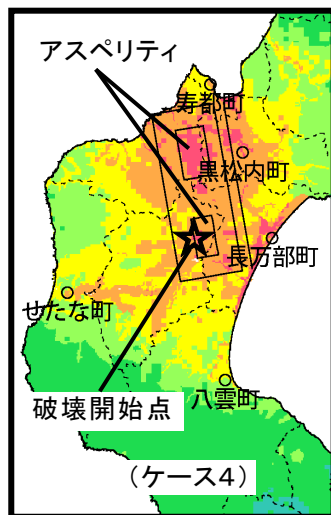 アスペリティ
寿都町
黒松内町
長万部町
せたな町
八雲町
破壊開始点
(ケース4)